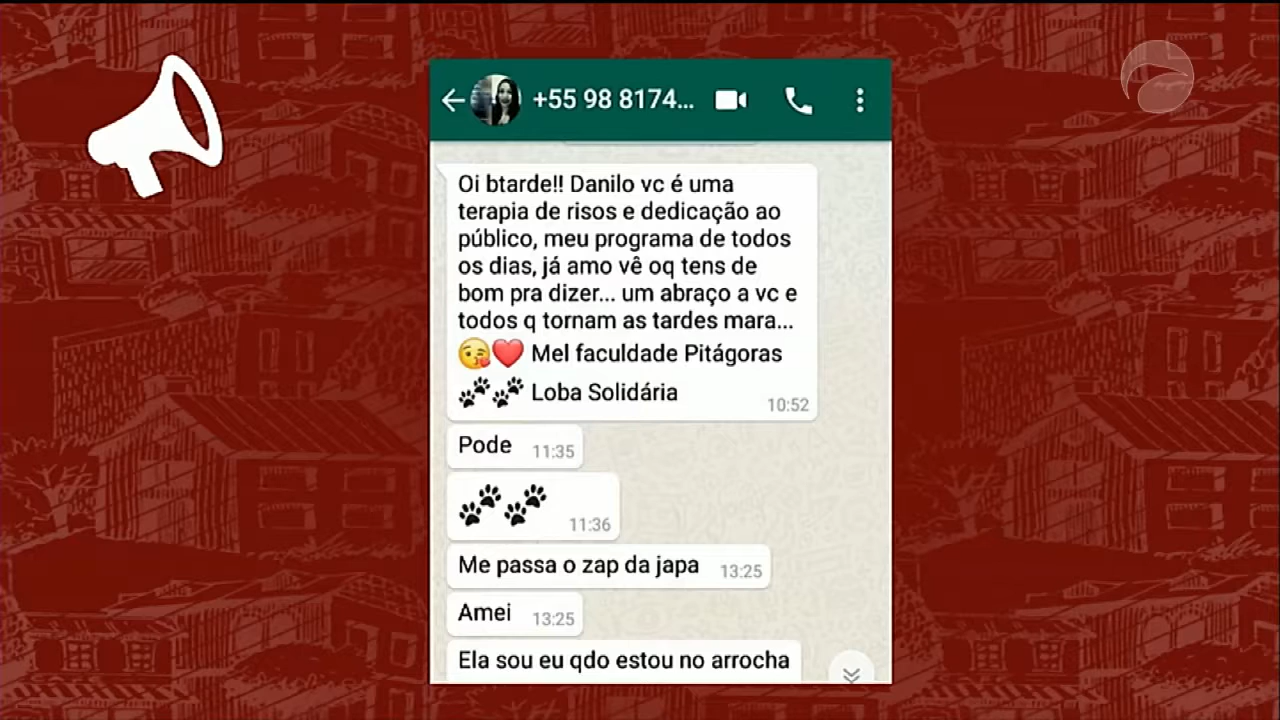 +55 98 8174...
Oi btarde!! Danilo vc é uma
terapia de risos e dedicação ao
público, meu programa de todos
os dias, já amo vê oq tens de
bom pra dizer... um abraço a vc e
todos q tornam as tardes mara...
😘❤️ Mel faculdade Pitágoras
🐾🐾 Loba Solidária
10:52
Pode 11:35
🐾🐾 11:36
Me passa o zap da japa 13:25
Amei 13:25
Ela sou eu qdo estou no arrocha